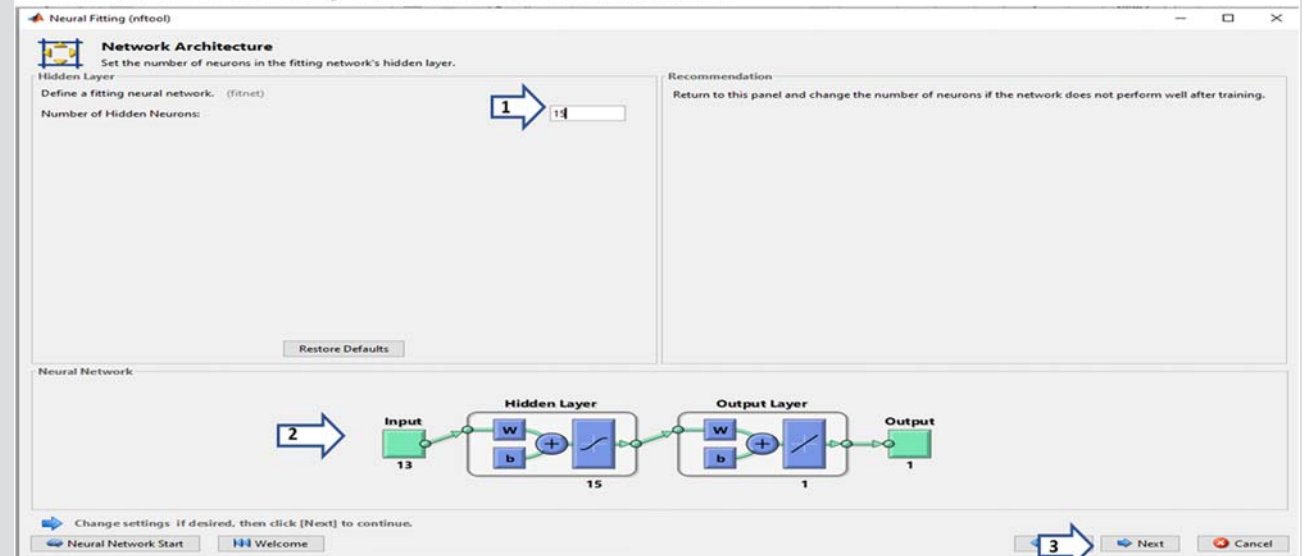 Neural Fitting (nftool)
Network Architecture
Set the number of neurons in the fitting network's hidden layer.
Hidden Layer
Define a fitting neural network. (fitnet)
Number of Hidden Neurons:
1
15
Recommendation
Return to this panel and change the number of neurons if the network does not perform well after training.
Restore Defaults
Neural Network
2
Input
13
Hidden Layer
W
b
+
15
Output Layer
W
b
+
1
Output
1
Change settings if desired, then click [Next] to continue.
Neural Network Start
Welcome
3
Next
Cancel